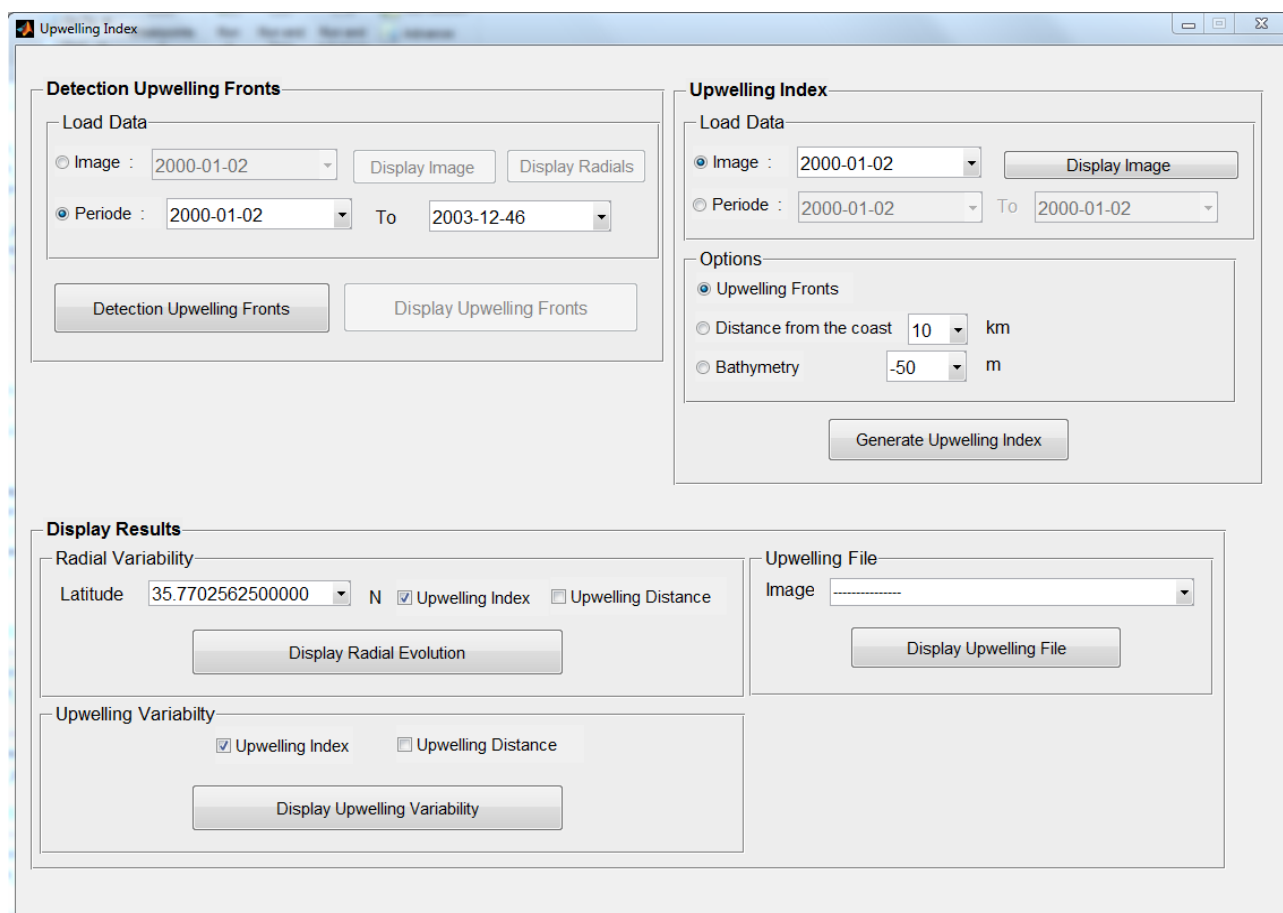 Upwelling Index
Detection Upwelling Fronts
Load Data
Image : 2000-01-02 Display Image Display Radials
Periode : 2000-01-02 To 2003-12-46
Detection Upwelling Fronts Display Upwelling Fronts
Upwelling Index
Load Data
Image : 2000-01-02 Display Image
Periode : 2000-01-02 To 2000-01-02
Options
Upwelling Fronts
Distance from the coast 10 km
Bathymetry -50 m
Generate Upwelling Index
Display Results
Radial Variability
Latitude 35.7702562500000 N Upwelling Index Upwelling Distance
Display Radial Evolution
Upwelling File
Image ---------------
Display Upwelling File
Upwelling Variabilty
Upwelling Index Upwelling Distance
Display Upwelling Variability